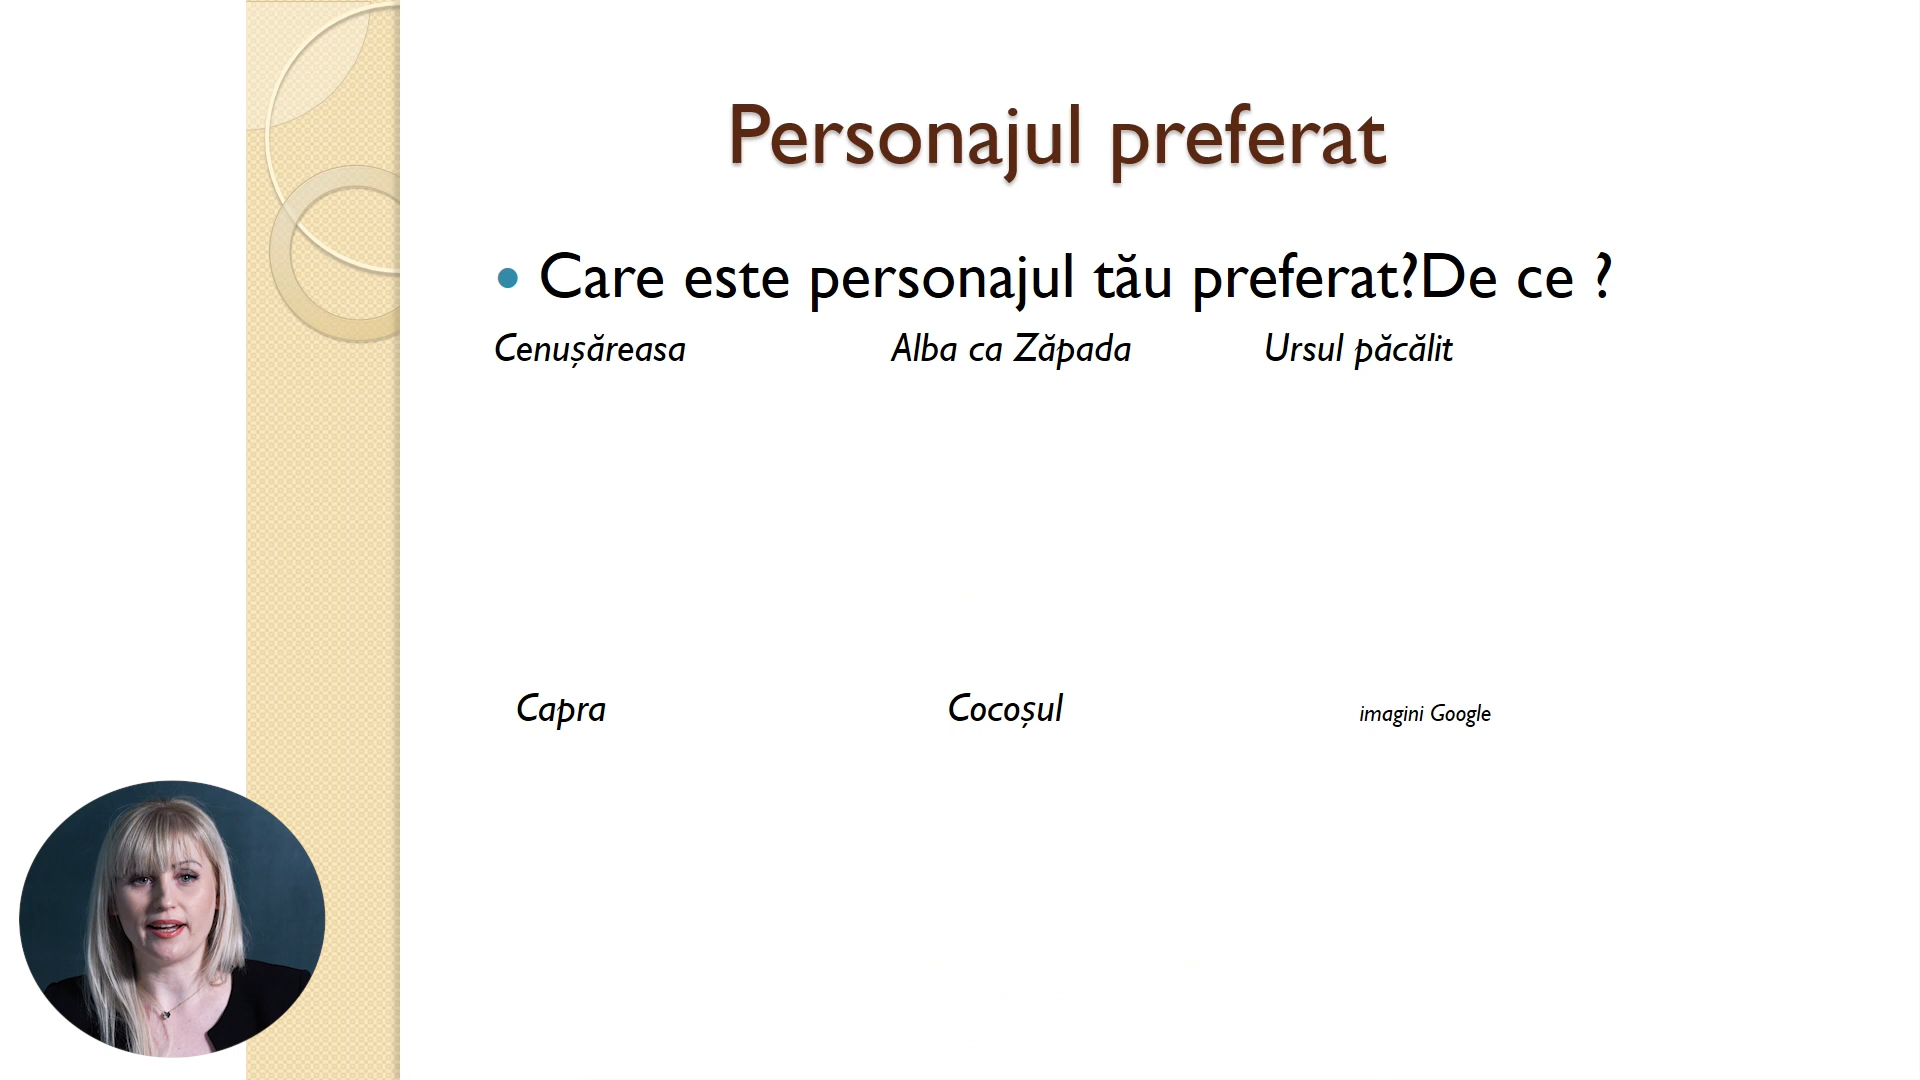 Personajul preferat
Care este personajul tău preferat?De ce ?
Cenușăreasa Alba ca Zăpada Ursul păcălit
Capra Cocoșul imagini Google